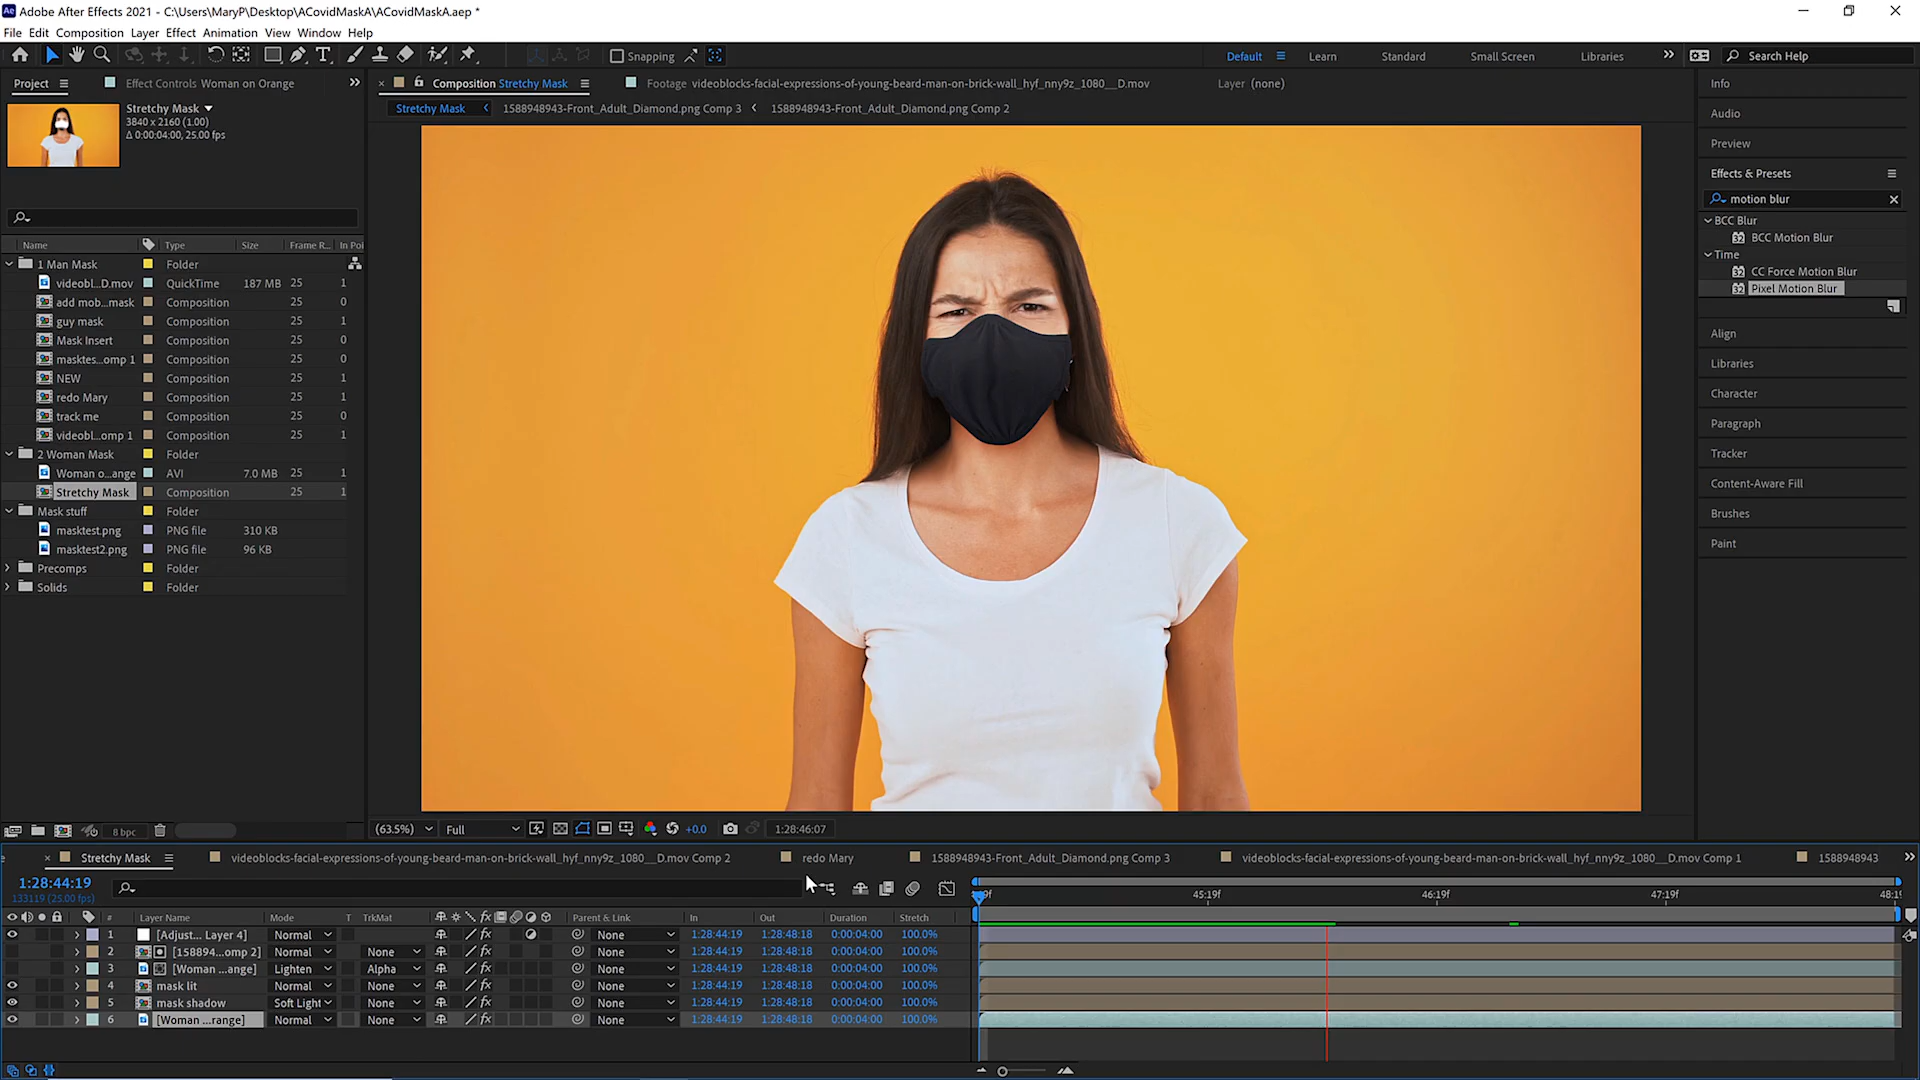 Ae Adobe After Effects 2021 - C:\Users\MaryP\Desktop\ACovidMaskA\ACovidMaskA.aep *
File Edit Composition Layer Effect Animation View Window Help
Snapping Default Learn Standard Small Screen Libraries Search Help
Project Effect Controls Woman on Orange Composition Stretchy Mask Footage videoblocks-facial-expressions-of-young-beard-man-on-brick-wall_hyf_nny9z_1080__D.mov Layer (none)
Stretchy Mask 1588948943-Front_Adult_Diamond.png Comp 3 1588948943-Front_Adult_Diamond.png Comp 2
Stretchy Mask
3840 x 2160 (1.00)
Δ 0:00:04:00, 25.00 fps
Name Type Size Frame R... In Poi
1 Man Mask Folder
videobl...D.mov QuickTime 187 MB 25 1
add mob...mask Composition 25 0
guy mask Composition 25 1
Mask Insert Composition 25 0
masktes...omp 1 Composition 25 0
NEW Composition 25 1
redo Mary Composition 25 1
track me Composition 25 0
videobl...omp 1 Composition 25 1
2 Woman Mask Folder
Woman o...ange AVI 7.0 MB 25 1
Stretchy Mask Composition 25 1
Mask stuff Folder
masktest.png PNG file 310 KB
masktest2.png PNG file 96 KB
Precomps Folder
Solids Folder
8 bpc
(63.5%) Full +0.0 1:28:46:07
Info
Audio
Preview
Effects & Presets
motion blur
BCC Blur
BCC Motion Blur
Time
CC Force Motion Blur
Pixel Motion Blur
Align
Libraries
Character
Paragraph
Tracker
Content-Aware Fill
Brushes
Paint
Stretchy Mask videoblocks-facial-expressions-of-young-beard-man-on-brick-wall_hyf_nny9z_1080__D.mov Comp 2 redo Mary 1588948943-Front_Adult_Diamond.png Comp 3 videoblocks-facial-expressions-of-young-beard-man-on-brick-wall_hyf_nny9z_1080__D.mov Comp 1 1588948943
1:28:44:19
133119 (25.00 fps)
:19f 45:19f 46:19f 47:19f 48:1
# Layer Name Mode T TrkMat fx Parent & Link In Out Duration Stretch
1 [Adjust... Layer 4] Normal fx None 1:28:44:19 1:28:48:18 0:00:04:00 100.0%
2 [158894...omp 2] Normal None fx None 1:28:44:19 1:28:48:18 0:00:04:00 100.0%
3 [Woman ...ange] Lighten Alpha fx None 1:28:44:19 1:28:48:18 0:00:04:00 100.0%
4 mask lit Normal None fx None 1:28:44:19 1:28:48:18 0:00:04:00 100.0%
5 mask shadow Soft Light None fx None 1:28:44:19 1:28:48:18 0:00:04:00 100.0%
6 [Woman ...range] Normal None fx None 1:28:44:19 1:28:48:18 0:00:04:00 100.0%